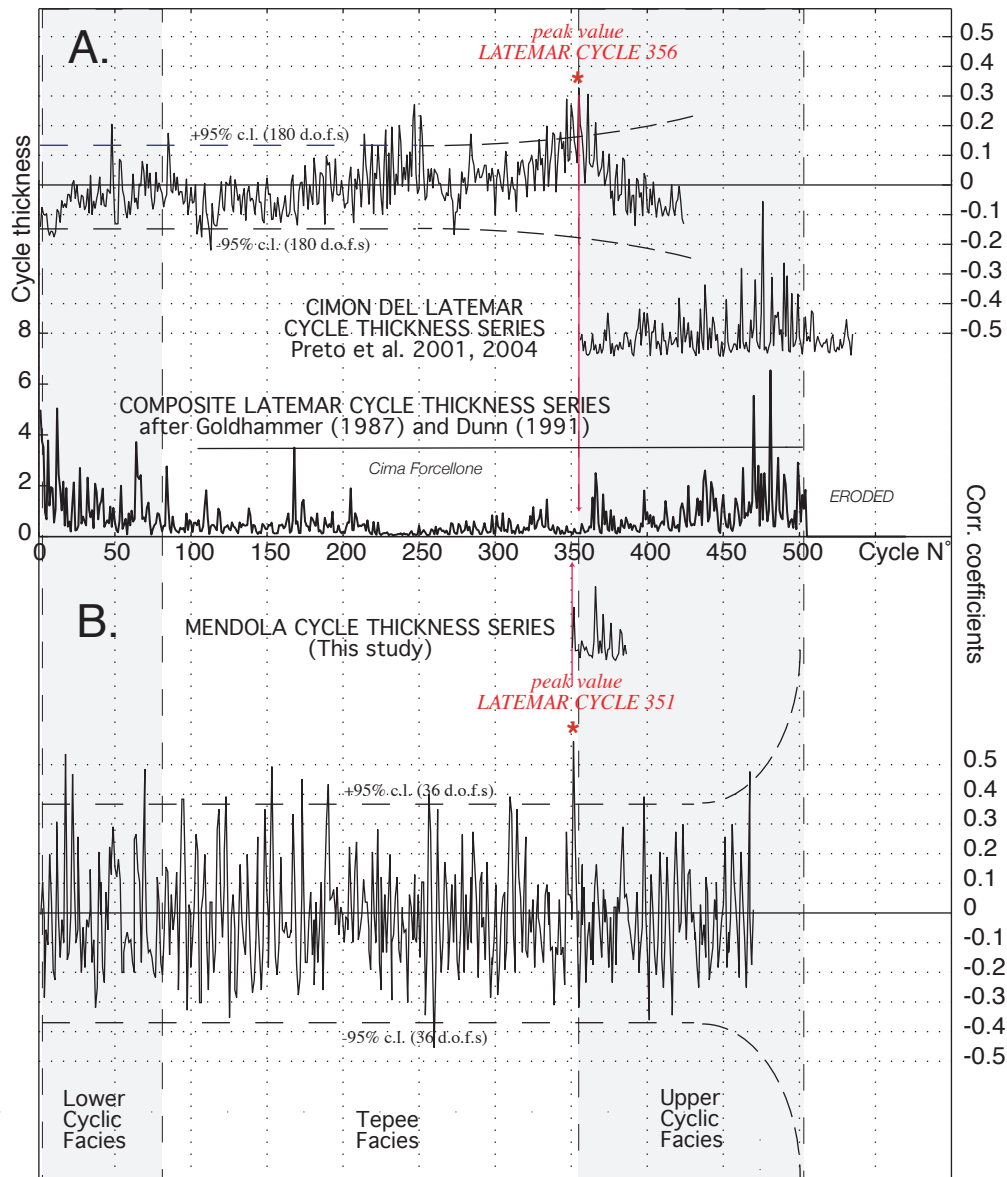 A.
peak value
LATEMAR CYCLE 356
*
0.5
0.4
0.3
0.2
0.1
0
-0.1
-0.2
-0.3
-0.4
-0.5
+95% c.l. (180 d.o.f.s)
-95% c.l. (180 d.o.f.s)
Cycle thickness
8
6
4
2
0
CIMON DEL LATEMAR
CYCLE THICKNESS SERIES
Preto et al. 2001, 2004
COMPOSITE LATEMAR CYCLE THICKNESS SERIES
after Goldhammer (1987) and Dunn (1991)
Cima Forcellone
ERODED
0 50 100 150 200 250 300 350 400 450 500 Cycle N°
Corr. coefficients
B.
MENDOLA CYCLE THICKNESS SERIES
(This study)
peak value
LATEMAR CYCLE 351
*
0.5
0.4
0.3
0.2
0.1
0
-0.1
-0.2
-0.3
-0.4
-0.5
+95% c.l. (36 d.o.f.s)
-95% c.l. (36 d.o.f.s)
Lower
Cyclic
Facies
Tepee
Facies
Upper
Cyclic
Facies